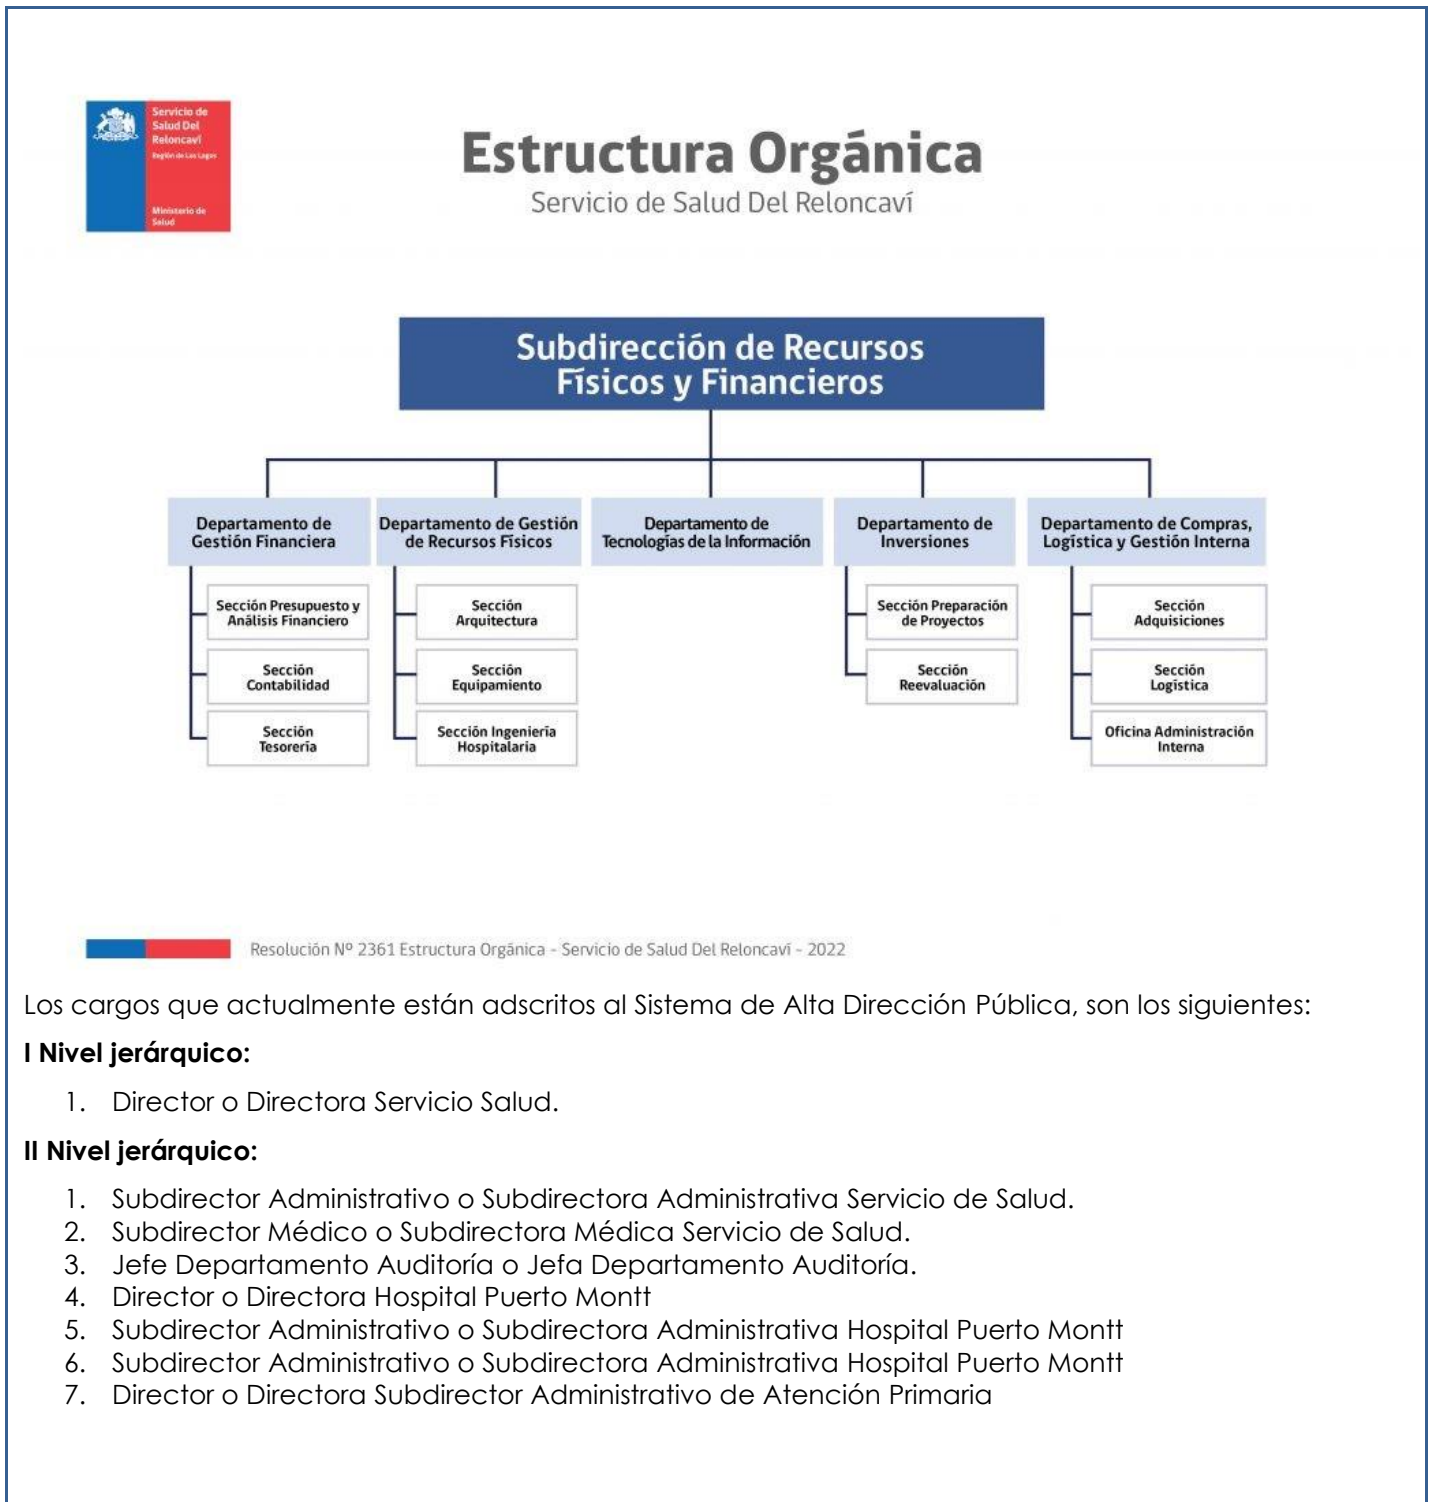 Servicio de
Salud Del
Reloncaví
Región de Los Lagos
Ministerio de
Salud
Estructura Orgánica
Servicio de Salud Del Reloncaví
Subdirección de Recursos
Físicos y Financieros
Departamento de
Gestión Financiera
Sección Presupuesto y
Análisis Financiero
Sección
Contabilidad
Sección
Tesorería
Departamento de Gestión
de Recursos Físicos
Sección
Arquitectura
Sección
Equipamiento
Sección Ingeniería
Hospitalaria
Departamento de
Tecnologías de la Información
Departamento de
Inversiones
Sección Preparación
de Proyectos
Sección
Reevaluación
Departamento de Compras,
Logística y Gestión Interna
Sección
Adquisiciones
Sección
Logística
Oficina Administración
Interna
Resolución Nº 2361 Estructura Orgánica - Servicio de Salud Del Reloncaví - 2022
Los cargos que actualmente están adscritos al Sistema de Alta Dirección Pública, son los siguientes:
I Nivel jerárquico:
1. Director o Directora Servicio Salud.
II Nivel jerárquico:
1. Subdirector Administrativo o Subdirectora Administrativa Servicio de Salud.
2. Subdirector Médico o Subdirectora Médica Servicio de Salud.
3. Jefe Departamento Auditoría o Jefa Departamento Auditoría.
4. Director o Directora Hospital Puerto Montt
5. Subdirector Administrativo o Subdirectora Administrativa Hospital Puerto Montt
6. Subdirector Administrativo o Subdirectora Administrativa Hospital Puerto Montt
7. Director o Directora Subdirector Administrativo de Atención Primaria